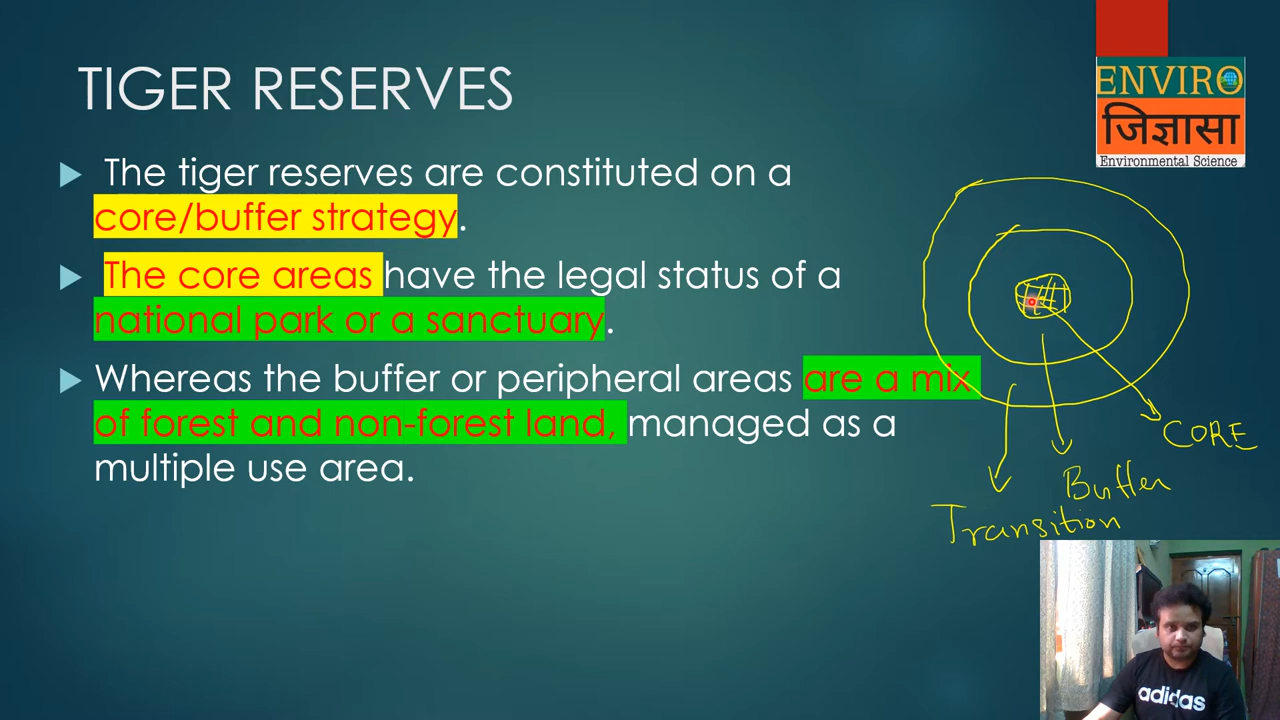 TIGER RESERVES
The tiger reserves are constituted on a
core/buffer strategy.
The core areas have the legal status of a
national park or a sanctuary.
Whereas the buffer or peripheral areas are a mix
of forest and non-forest land, managed as a
multiple use area.
ENVIRO
जिज्ञासा
Environmental Science
CORE
Buffer
Transition
adidas